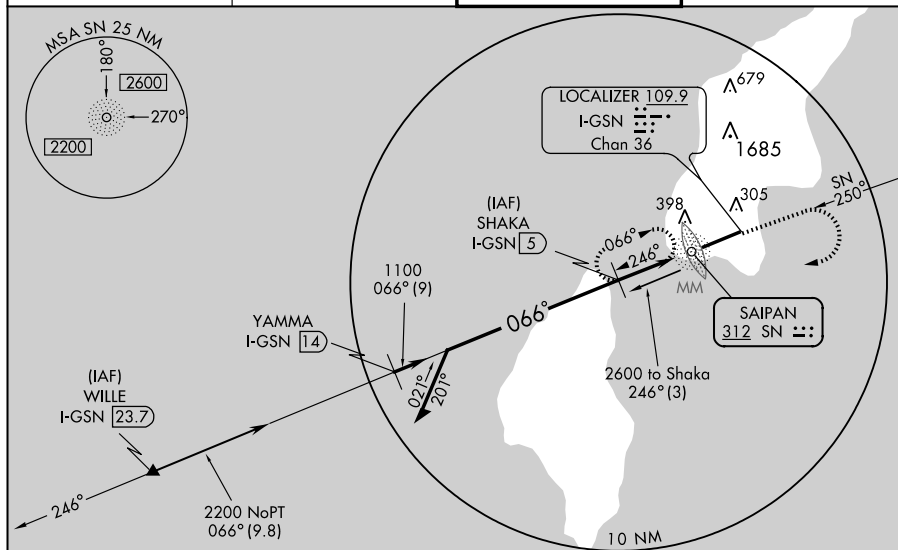 MSA SN 25 NM
180°
2600
270°
2200
LOCALIZER 109.9
I-GSN
Chan 36
679
1685
305
398
SN
250°
(IAF)
SHAKA
I-GSN 5
066°
246°
MM
SAIPAN
312 SN
1100
066° (9)
YAMMA
I-GSN 14
066°
021°
201°
2600 to Shaka
246° (3)
(IAF)
WILLE
I-GSN 23.7
246°
2200 NoPT
066° (9.8)
10 NM